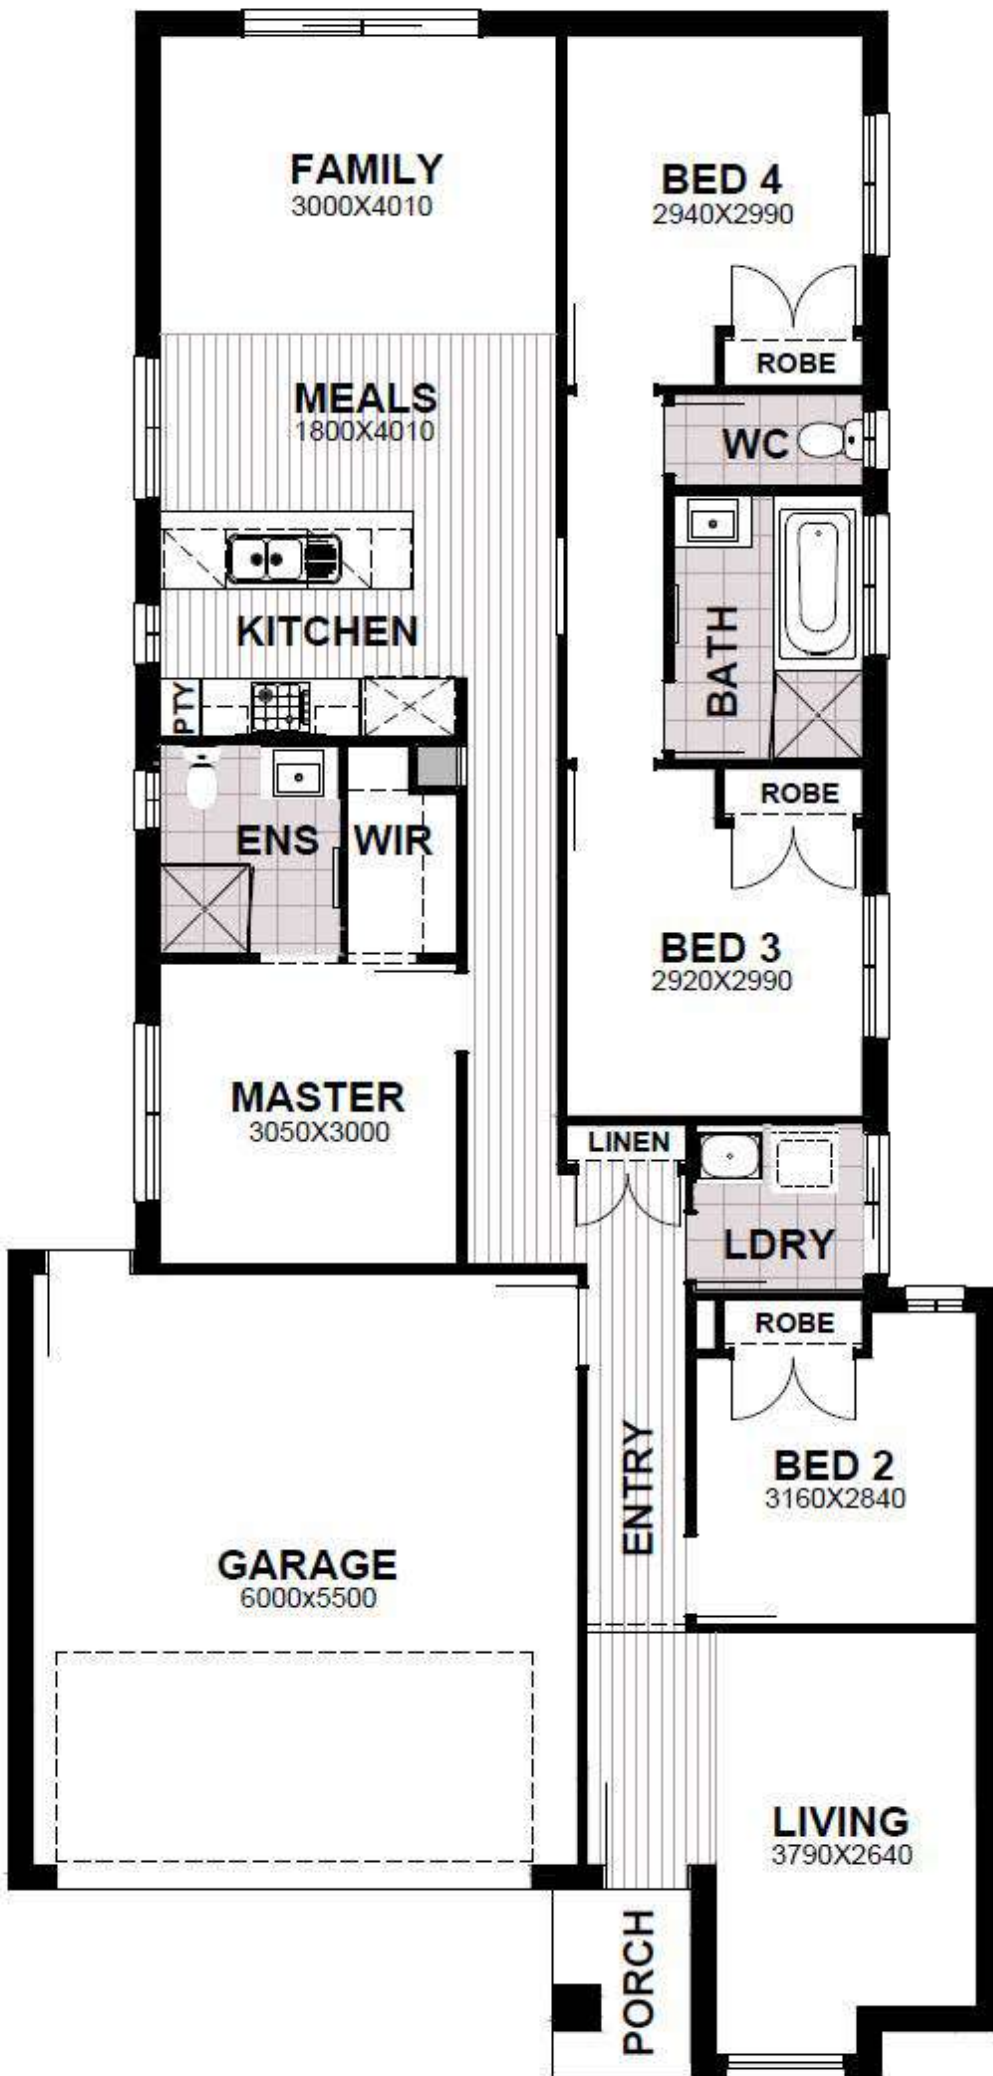 FAMILY
3000X4010
BED 4
2940X2990
ROBE
MEALS
1800X4010
WC
KITCHEN
BATH
PTY
ROBE
ENS
WIR
BED 3
2920X2990
MASTER
3050X3000
LINEN
LDRY
ROBE
ENTRY
BED 2
3160X2840
GARAGE
6000x5500
LIVING
3790X2640
PORCH